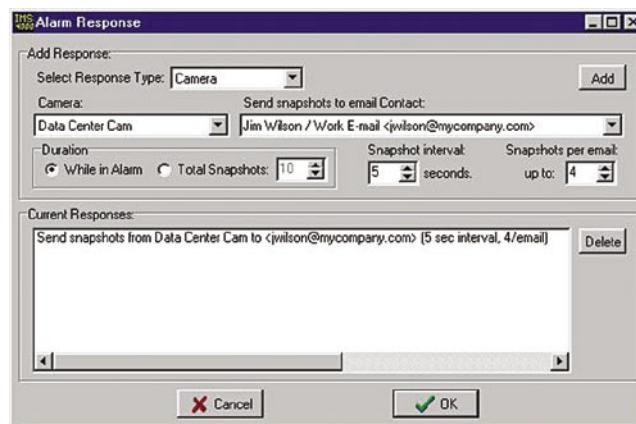 IMS 4000 Alarm Response
Add Response:
Select Response Type: Camera
Add
Camera:
Send snapshots to email Contact:
Data Center Cam
Jim Wilson / Work E-mail <jwilson@mycompany.com>
Duration
Snapshot interval:
Snapshots per email:
While in Alarm
Total Snapshots: 10
5 seconds.
up to: 4
Current Responses:
Send snapshots from Data Center Cam to <jwilson@mycompany.com> (5 sec interval, 4/email)
Delete
Cancel
OK